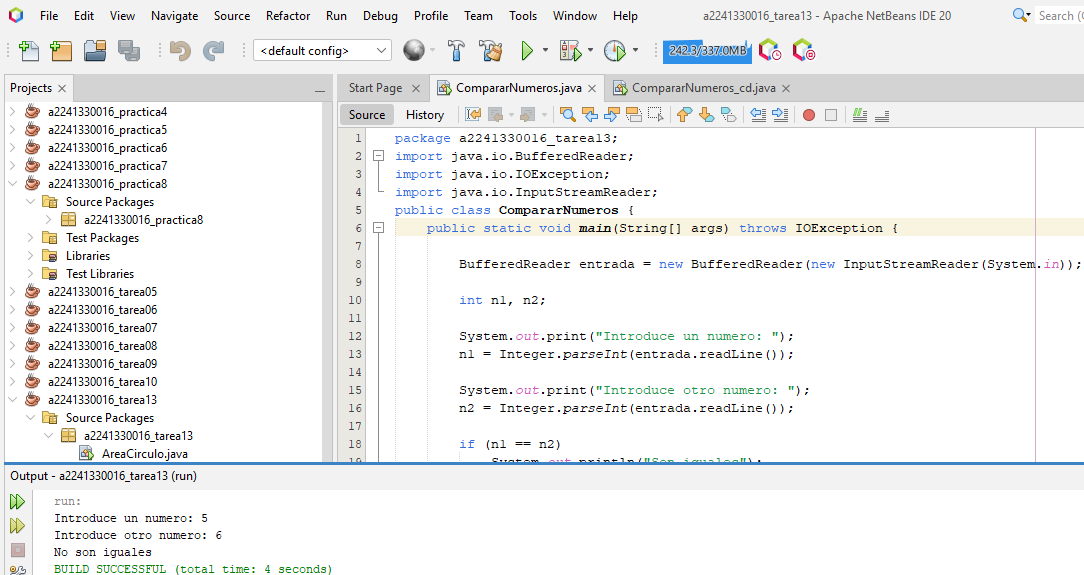 File Edit View Navigate Source Refactor Run Debug Profile Team Tools Window Help a2241330016_tarea13 - Apache NetBeans IDE 20 Search (
<default config> 242.3/337.0MB
Projects
a2241330016_practica4
a2241330016_practica5
a2241330016_practica6
a2241330016_practica7
a2241330016_practica8
Source Packages
a2241330016_practica8
Test Packages
Libraries
Test Libraries
a2241330016_tarea05
a2241330016_tarea06
a2241330016_tarea07
a2241330016_tarea08
a2241330016_tarea09
a2241330016_tarea10
a2241330016_tarea13
Source Packages
a2241330016_tarea13
AreaCirculo.java
Start Page CompararNumeros.java CompararNumeros_cd.java
Source History
1 package a2241330016_tarea13;
2 import java.io.BufferedReader;
3 import java.io.IOException;
4 import java.io.InputStreamReader;
5 public class CompararNumeros {
6 public static void main(String[] args) throws IOException {
7
8 BufferedReader entrada = new BufferedReader(new InputStreamReader(System.in));
9
10 int n1, n2;
11
12 System.out.print("Introduce un numero: ");
13 n1 = Integer.parseInt(entrada.readLine());
14
15 System.out.print("Introduce otro numero: ");
16 n2 = Integer.parseInt(entrada.readLine());
17
18 if (n1 == n2)
19 System.out.println("Son iguales");
Output - a2241330016_tarea13 (run)
run:
Introduce un numero: 5
Introduce otro numero: 6
No son iguales
BUILD SUCCESSFUL (total time: 4 seconds)